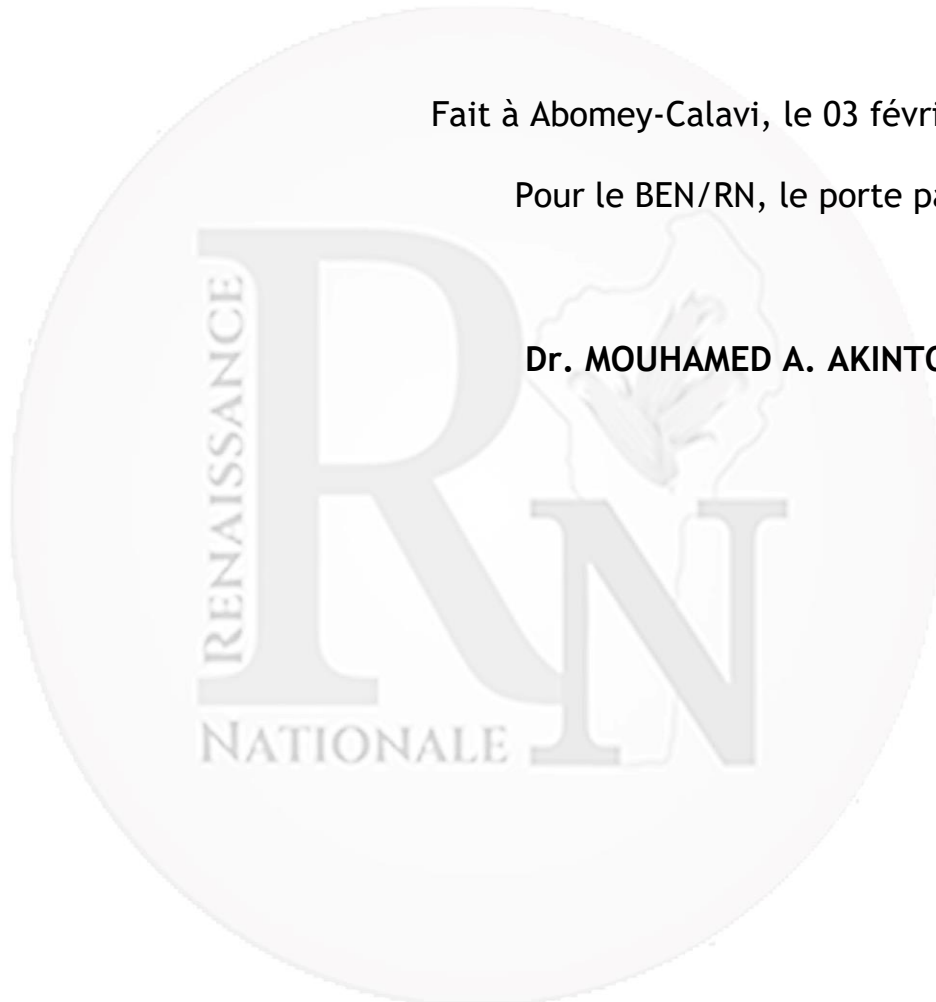 Fait à Abomey-Calavi, le 03 févri
Pour le BEN/RN, le porte pa
Dr. MOUHAMED A. AKINTO
RENAISSANCE
RN
NATIONALE